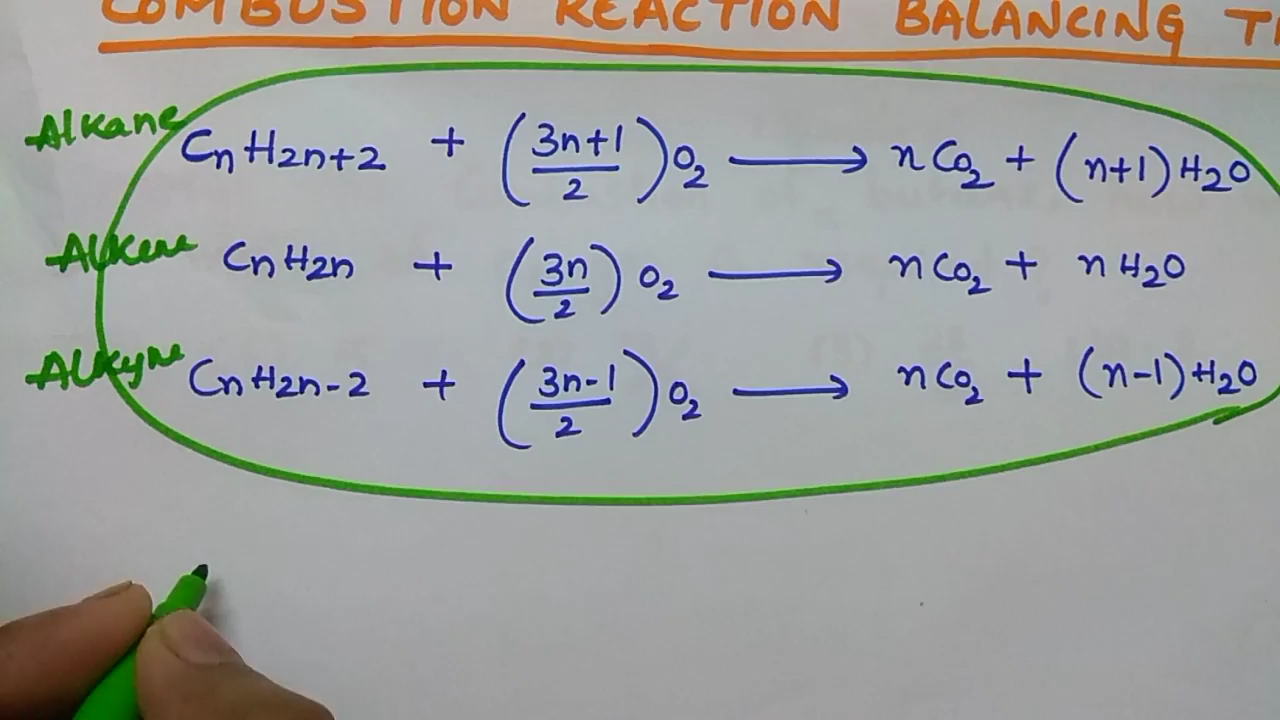 COMBUSTION REACTION BALANCING
Alkane CnH2n+2 + (3n+1/2) O2 ⟶ nCO2 + (n+1) H2O
Alkene CnH2n + (3n/2) O2 ⟶ nCO2 + nH2O
Alkyne CnH2n-2 + (3n-1/2) O2 ⟶ nCO2 + (n-1) H2O